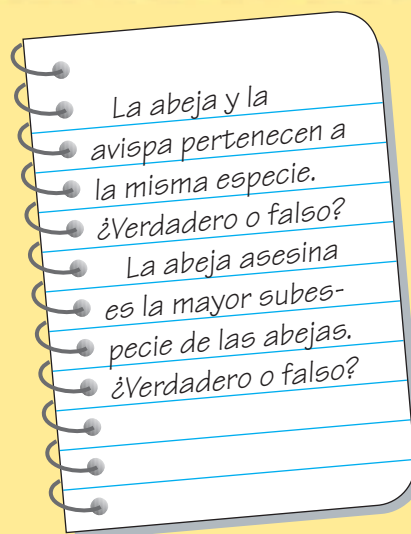 La abeja y la
avispa pertenecen a
la misma especie.
¿Verdadero o falso?
La abeja asesina
es la mayor subes-
pecie de las abejas.
¿Verdadero o falso?